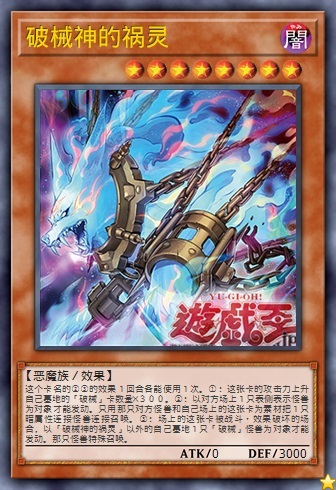 破械神的祸灵
闇
YU-GI-OH!
遊戯王
【恶魔族／效果】
这个卡名的①②的效果1回合各能使用1次。①：这张卡的攻击力上升
自己墓地的「破械」卡数量×300。②：以对方场上1只表侧表示怪兽
为对象才能发动。只用那只对方怪兽和自己场上的这张卡为素材把1只
暗属性连接怪兽连接召唤。③：场上的这张卡被战斗·效果破坏的场
合，以「破械神的祸灵」以外的自己墓地1只「破械」怪兽为对象才能
发动。那只怪兽特殊召唤。
ATK/0 DEF/3000